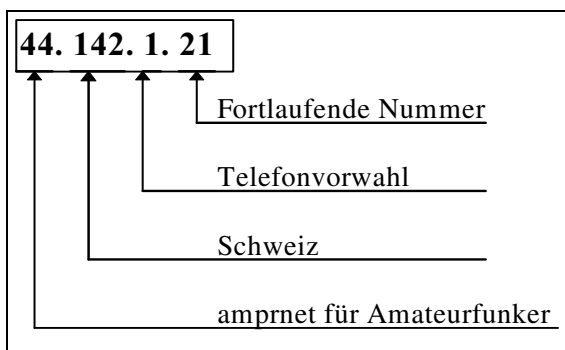 44. 142. 1. 21
Fortlaufende Nummer
Telefonvorwahl
Schweiz
amprnet für Amateurfunker